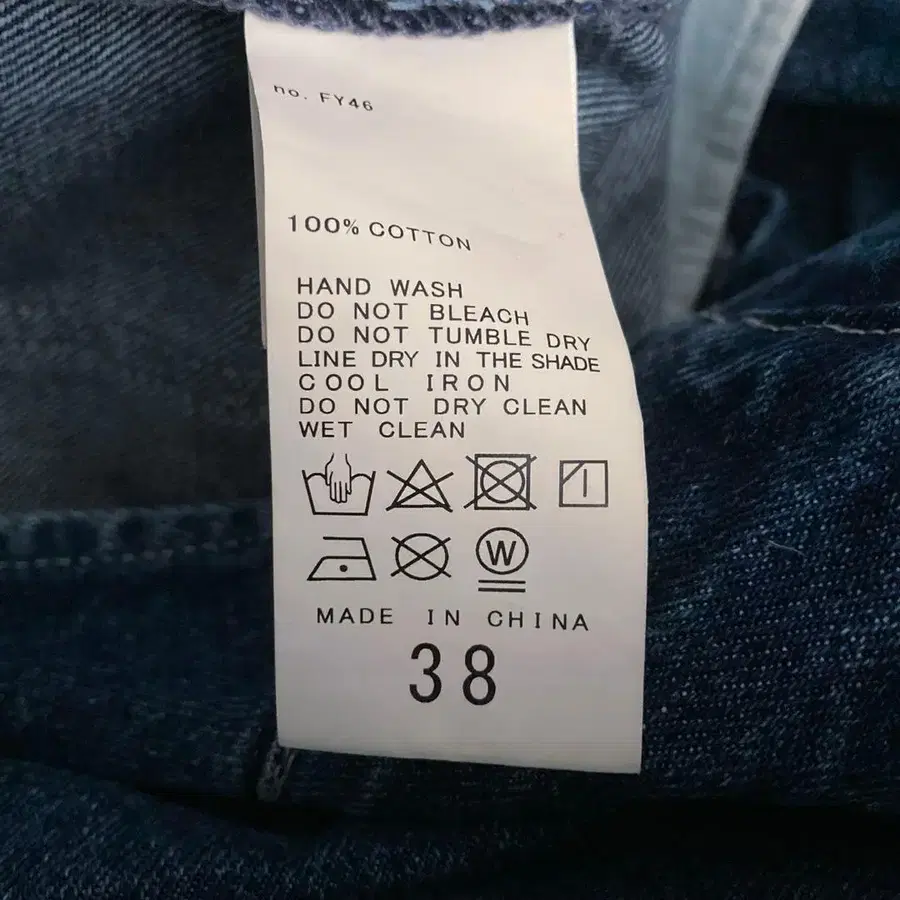 no. FY46
100% COTTON
HAND WASH
DO NOT BLEACH
DO NOT TUMBLE DRY
LINE DRY IN THE SHADE
COOL IRON
DO NOT DRY CLEAN
WET CLEAN
W
MADE IN CHINA
38